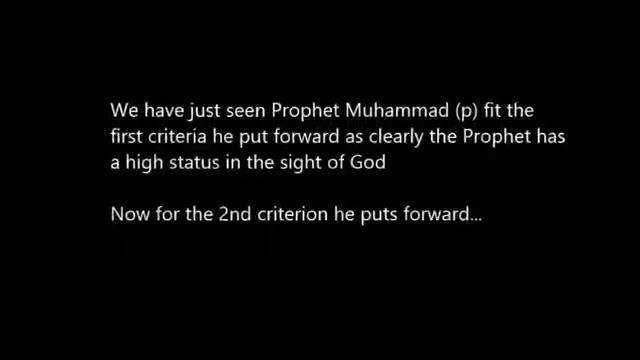 We have just seen Prophet Muhammad (p) fit the
first criteria he put forward as clearly the Prophet has
a high status in the sight of God
Now for the 2nd criterion he puts forward...